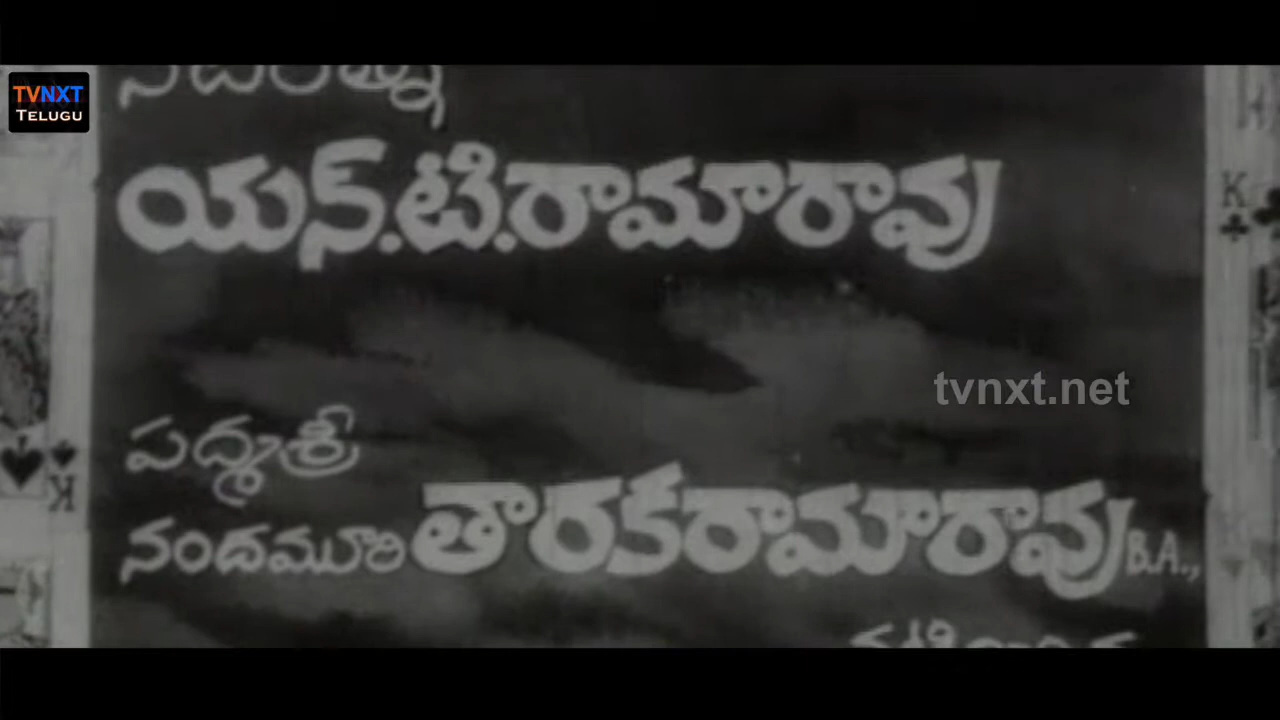 TVNXT
TELUGU
యన్.టి.రామారావు
tvnxt.net
పద్మశ్రీ
నందమూరి తారకరామారావు B.A.,
K
K